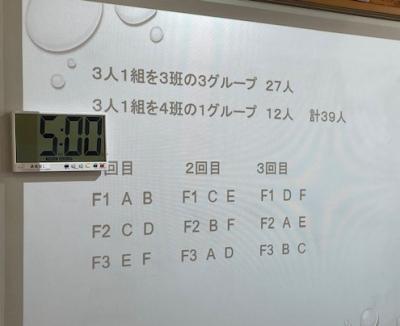 3人1組を3班の3グループ 27人
3人1組を4班の1グループ 12人 計39人
5:00
回目 2回目 3回目
F1 A B F1 C E F1 D F
F2 C D F2 B F F2 A E
F3 E F F3 A D F3 B C